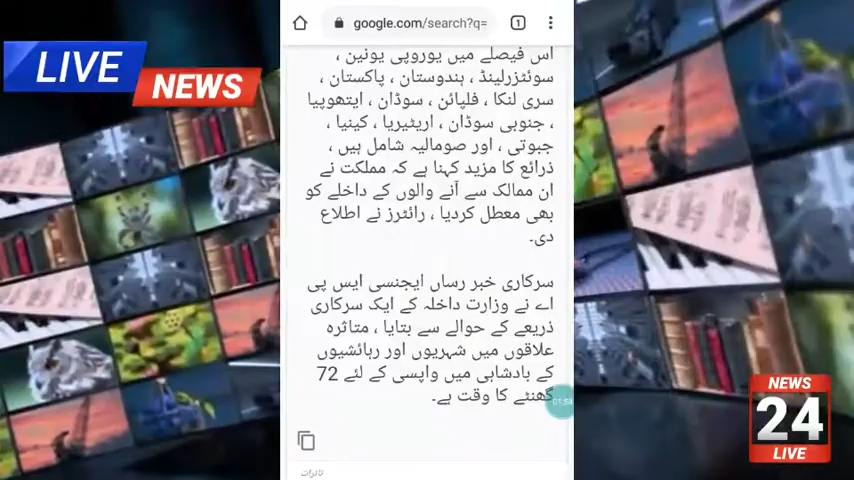 LIVE
NEWS
google.com/search?q=
1
اس فیصلے میں یوروپی یونین ،
سوئٹزرلینڈ ، ہندوستان ، پاکستان ،
سری لنکا ، فلپائن ، سوڈان ، ایتھوپیا
، جنوبی سوڈان ، اریٹیریا ، کینیا ،
جبوتی ، اور صومالیہ شامل ہیں ،
ذرائع کا مزید کہنا ہے کہ مملکت نے
ان ممالک سے آنے والوں کے داخلے کو
بھی معطل کردیا ، رائٹرز نے اطلاع
دی۔
سرکاری خبر رساں ایجنسی ایس پی
اے نے وزارت داخلہ کے ایک سرکاری
ذریعے کے حوالے سے بتایا ، متاثرہ
علاقوں میں شہریوں اور رہائشیوں
کے بادشاہی میں واپسی کے لئے 72
گھنٹے کا وقت ہے۔
01:54
تاثرات
NEWS
24
LIVE